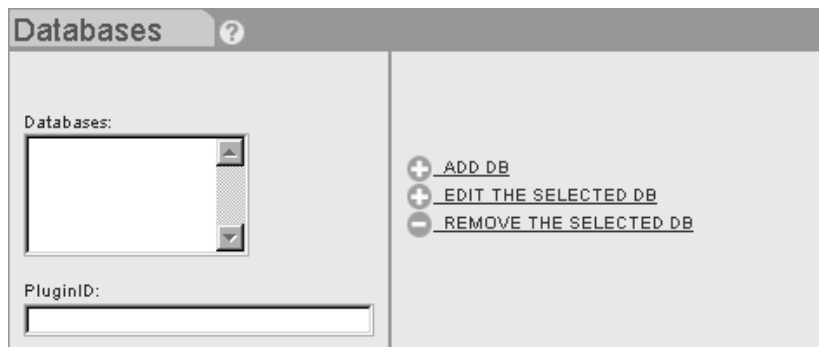 Databases ?
Databases:
ADD DB
EDIT THE SELECTED DB
REMOVE THE SELECTED DB
PluginID: